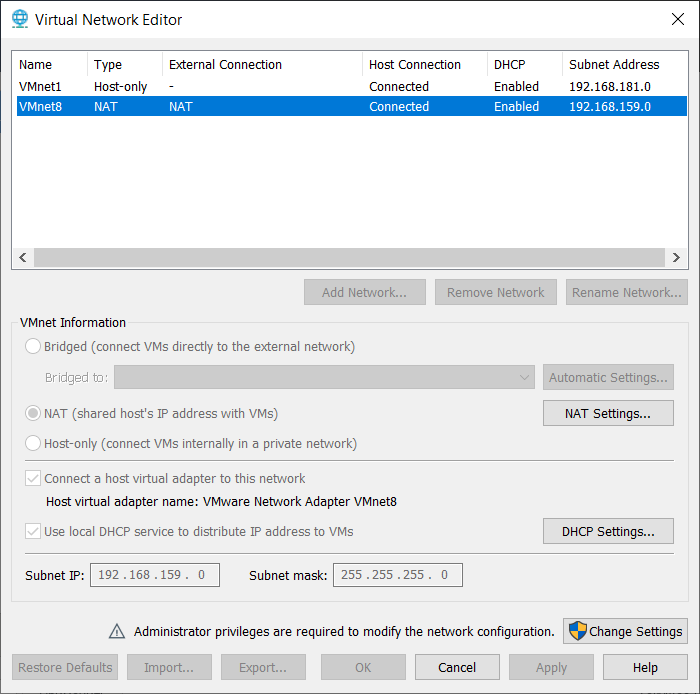 Virtual Network Editor
Name Type External Connection Host Connection DHCP Subnet Address
VMnet1 Host-only - Connected Enabled 192.168.181.0
VMnet8 NAT NAT Connected Enabled 192.168.159.0
Add Network... Remove Network Rename Network...
VMnet Information
Bridged (connect VMs directly to the external network)
Bridged to: Automatic Settings...
NAT (shared host's IP address with VMs) NAT Settings...
Host-only (connect VMs internally in a private network)
Connect a host virtual adapter to this network
Host virtual adapter name: VMware Network Adapter VMnet8
Use local DHCP service to distribute IP address to VMs DHCP Settings...
Subnet IP: 192 . 168 . 159 . 0 Subnet mask: 255 . 255 . 255 . 0
Administrator privileges are required to modify the network configuration. Change Settings
Restore Defaults Import... Export... OK Cancel Apply Help